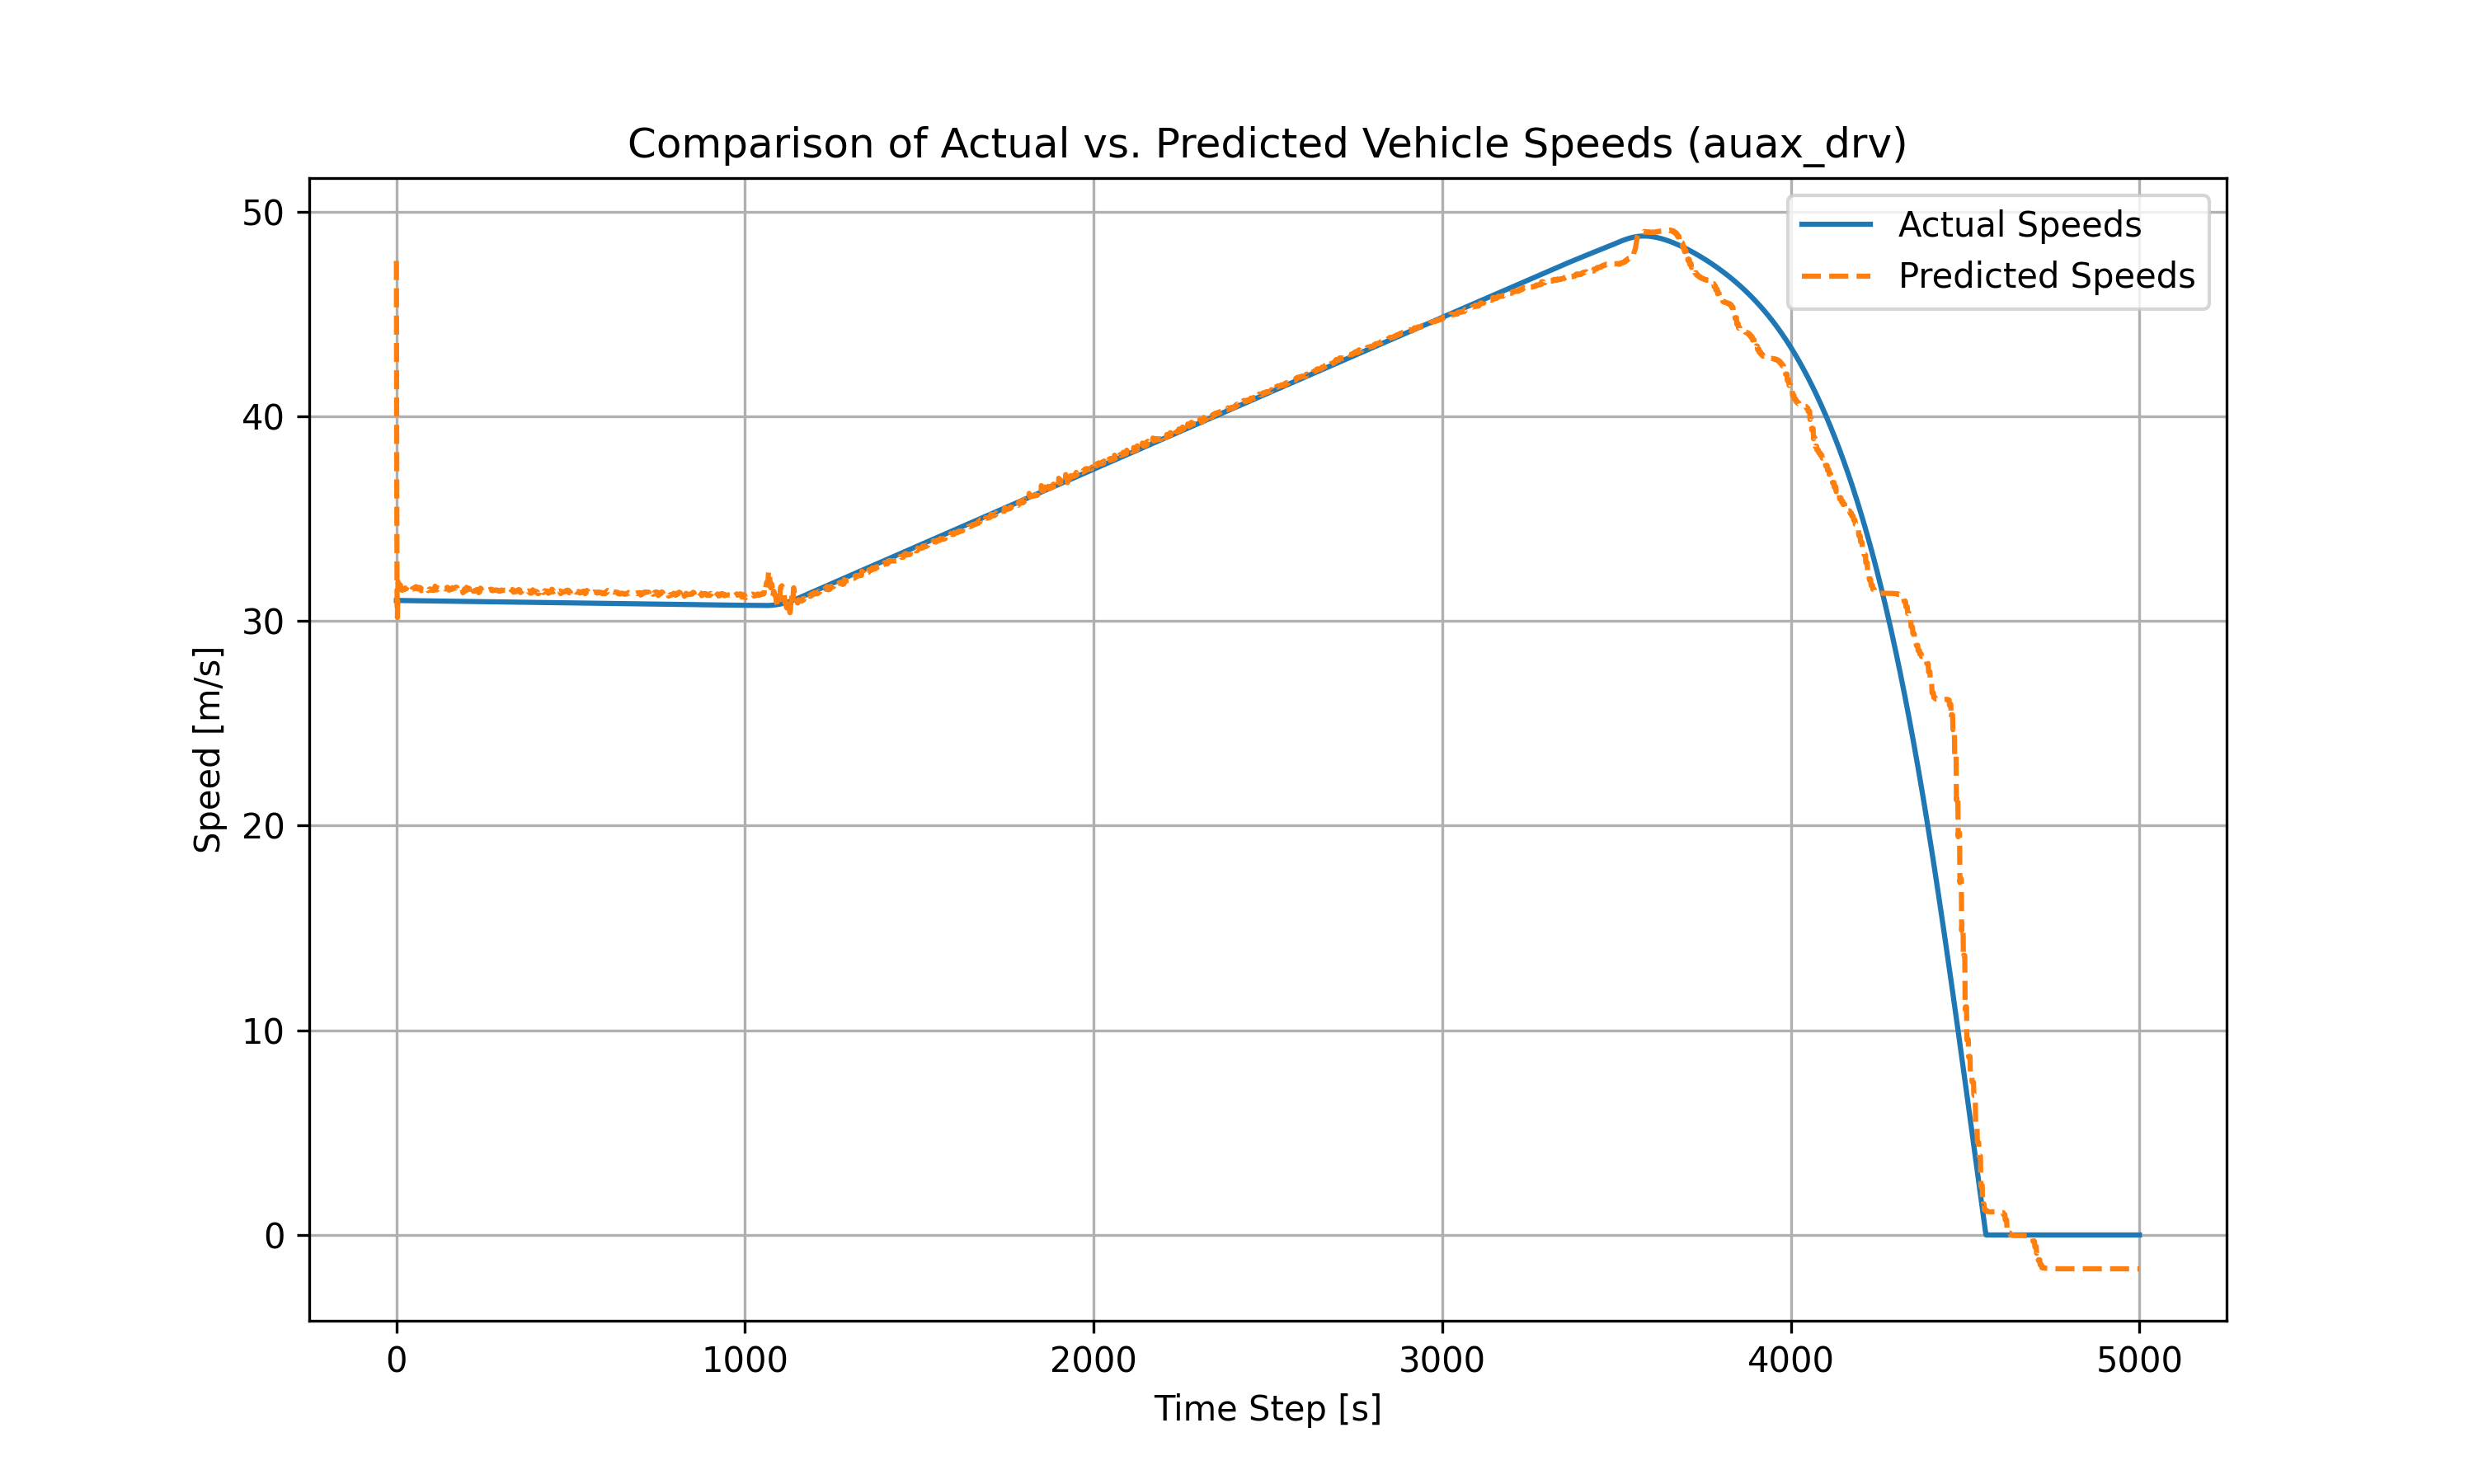 Comparison of Actual vs. Predicted Vehicle Speeds (auax_drv)
Actual Speeds
Predicted Speeds
Speed [m/s]
50
40
30
20
10
0
0 1000 2000 3000 4000 5000
Time Step [s]